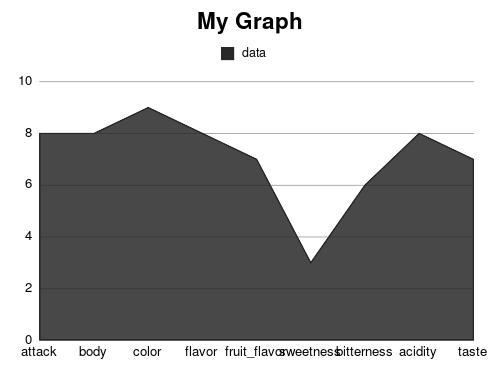 My Graph
data
10
8
6
4
2
0
attack body color flavor fruit_flavor sweetness bitterness acidity taste